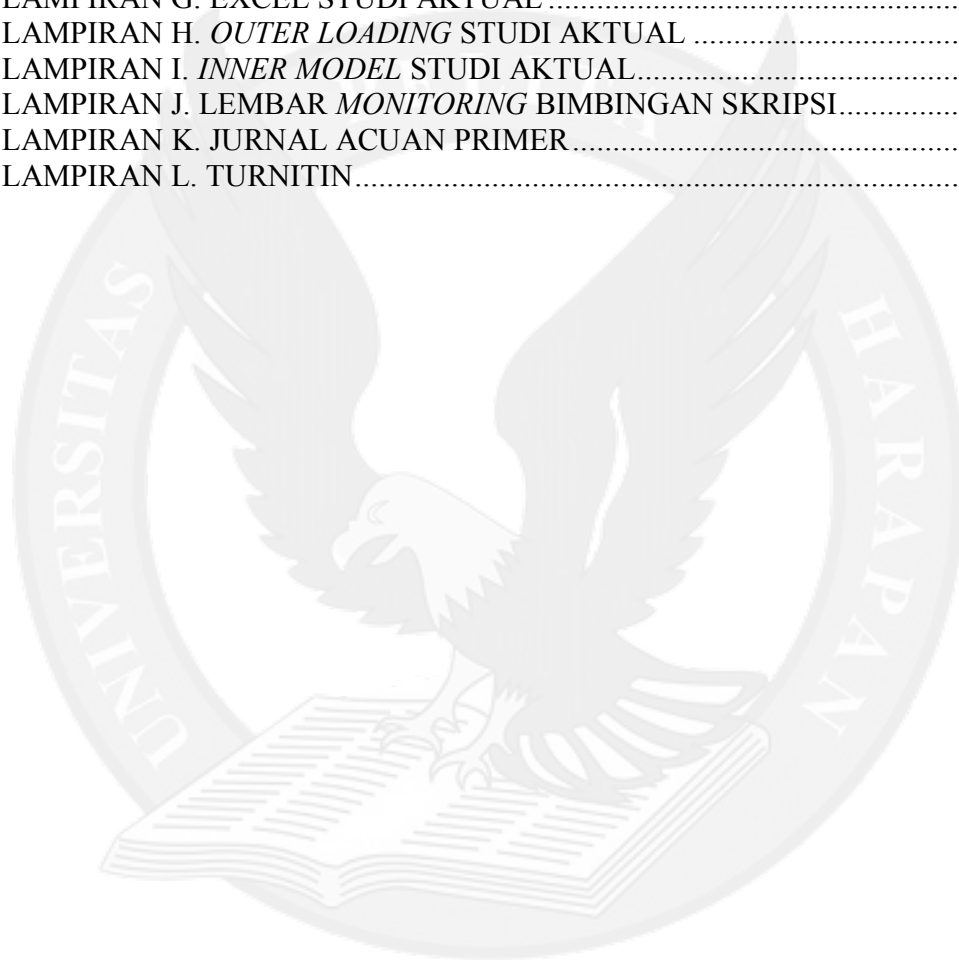 LAMPIRAN G. EXCEL STUDI AKTUAL........................................................
LAMPIRAN H. OUTER LOADING STUDI AKTUAL ..................................
LAMPIRAN I. INNER MODEL STUDI AKTUAL.........................................
LAMPIRAN J. LEMBAR MONITORING BIMBINGAN SKRIPSI...............
LAMPIRAN K. JURNAL ACUAN PRIMER.................................................
LAMPIRAN L. TURNITIN............................................................................
UNIVERSITAS
PELITA
HARAPAN